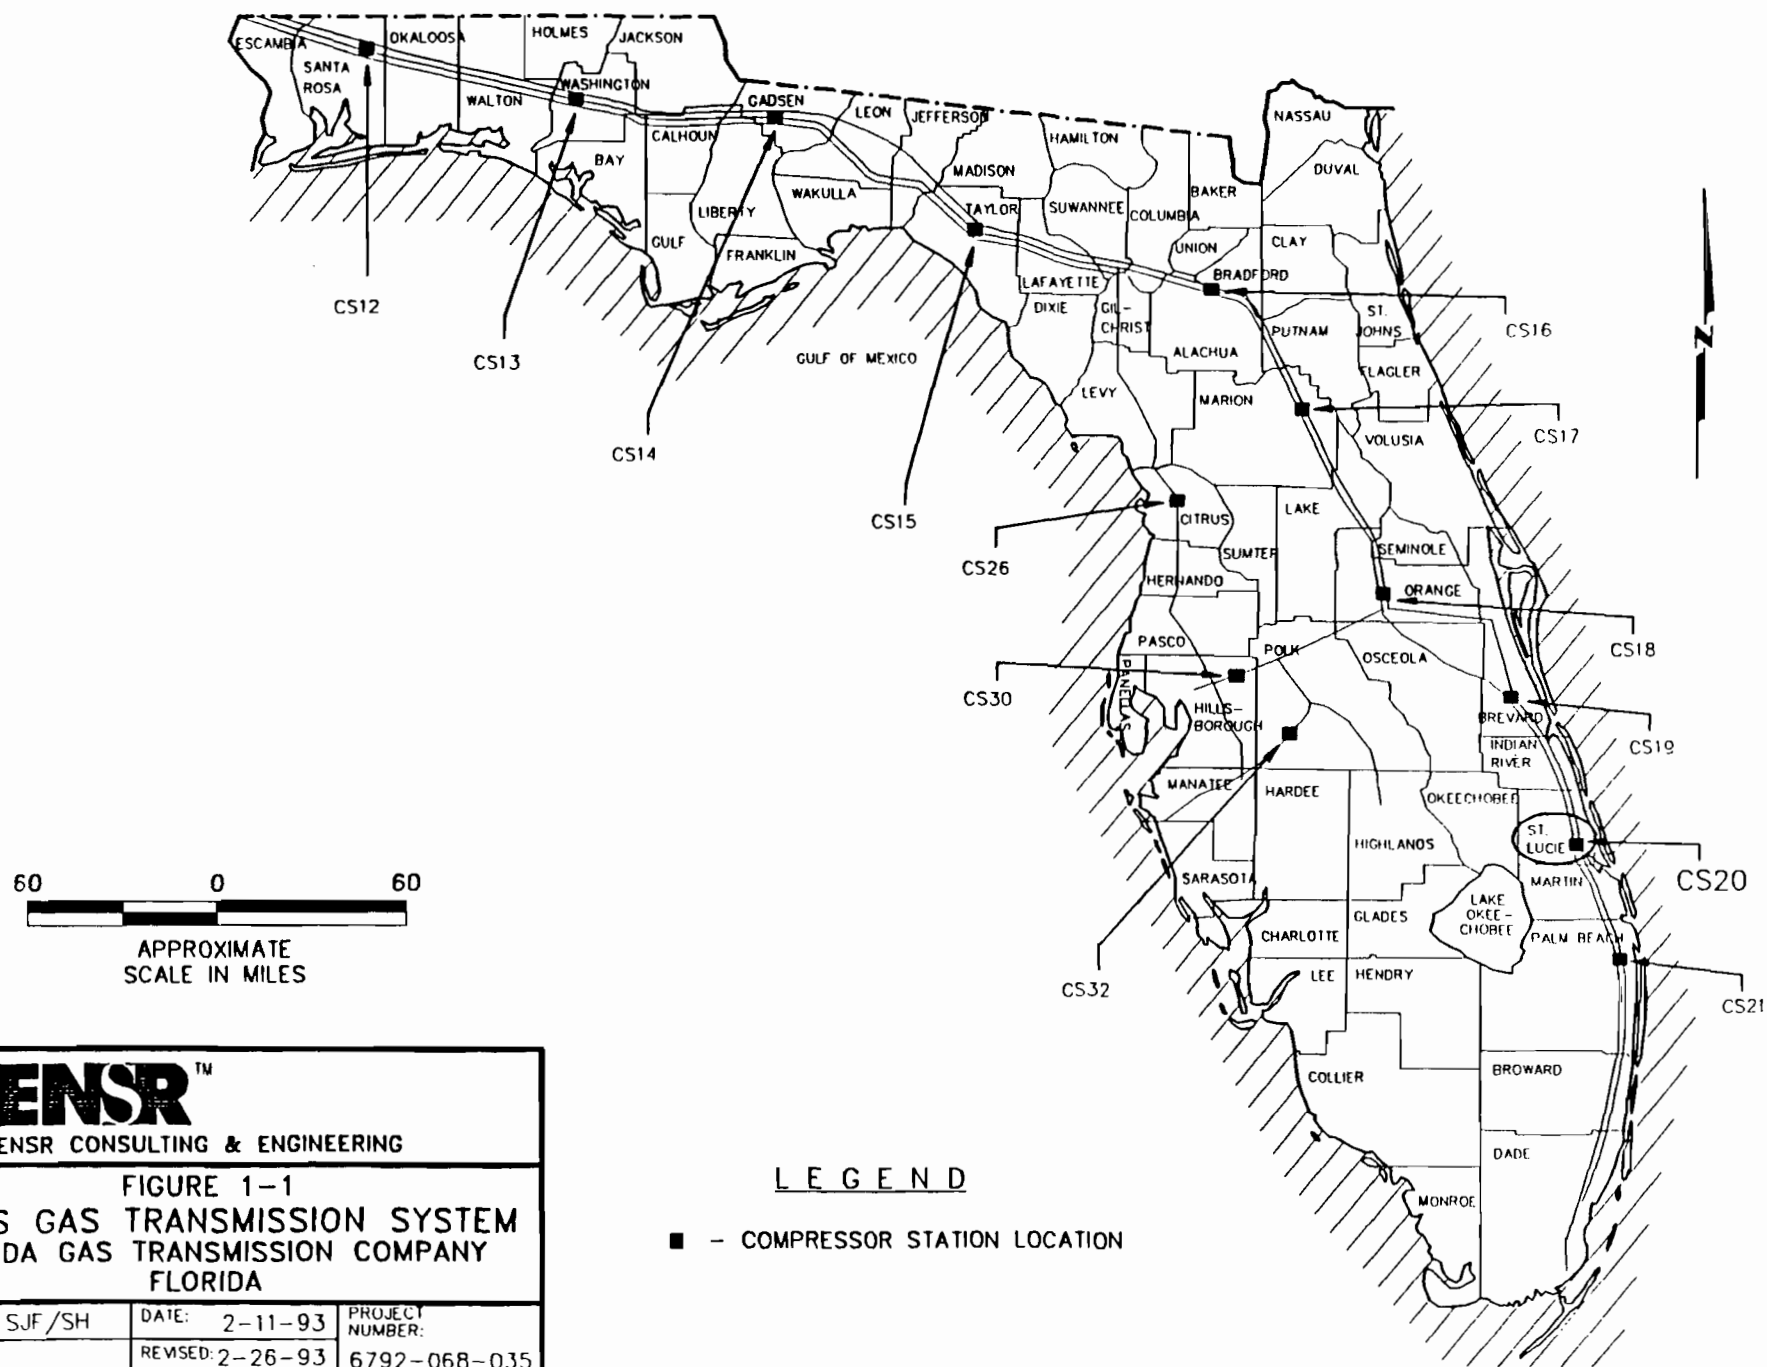 ESCAMBIA
OKALOOSA
HOLMES
JACKSON
SANTA
ROSA
WALTON
WASHINGTON
GADSEN
LEON
JEFFERSON
HAMILTON
NASSAU
DUVAL
CALHOUN
BAY
MADISON
WAKULLA
LIBERTY
TAYLOR
SUWANNEE
COLUMBIA
BAKER
GULF
FRANKLIN
UNION
CLAY
BRADFORD
LAFAYETTE
DIXIE
GIL-
CHRIST
ST.
JOHNS
PUTNAM
CS12
CS13
CS14
CS15
CS16
CS17
GULF OF MEXICO
ALACHUA
FLAGLER
LEVY
MARION
VOLUSIA
N
CITRUS
LAKE
CS26
SUMTER
SEMINOLE
HERNANDO
ORANGE
CS18
PASCO
POLK
OSCEOLA
CS30
PANELLAS
HILLS-
BOROUGH
BREVARD
CS19
INDIAN
RIVER
MANATEE
HARDEE
OKEECHOBEE
HIGHLANOS
ST.
LUCIE
CS20
MARTIN
SARASOTA
LAKE
OKEE-
CHOBEE
GLADES
CHARLOTTE
PALM BEACH
LEE
HENDRY
CS32
CS21
COLLIER
BROWARD
DADE
MONROE
60 0 60
APPROXIMATE
SCALE IN MILES
ENSR TM
ENSR CONSULTING & ENGINEERING
FIGURE 1-1
S GAS TRANSMISSION SYSTEM
DA GAS TRANSMISSION COMPANY
FLORIDA
SJF/SH
DATE: 2-11-93
PROJECT
NUMBER:
REVISED: 2-26-93
6792-068-035
LEGEND
- COMPRESSOR STATION LOCATION